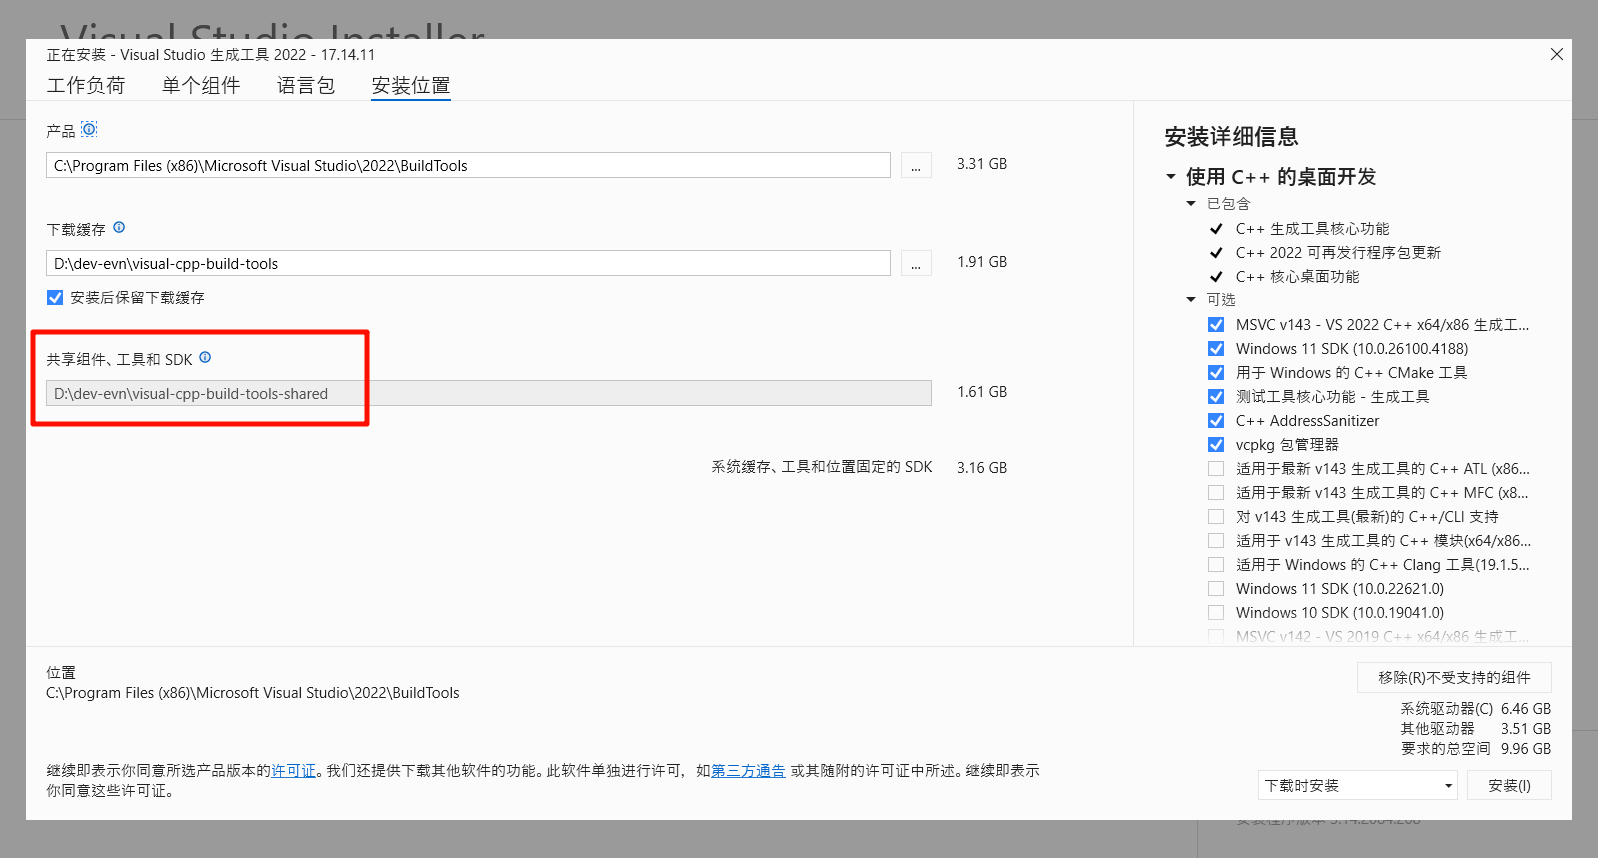 Visual Studio Installer
正在安装 - Visual Studio 生成工具 2022 - 17.14.11
工作负荷 单个组件 语言包 安装位置
产品
C:\Program Files (x86)\Microsoft Visual Studio\2022\BuildTools ... 3.31 GB
下载缓存
D:\dev-evn\visual-cpp-build-tools ... 1.91 GB
安装后保留下载缓存
共享组件、工具和 SDK
D:\dev-evn\visual-cpp-build-tools-shared 1.61 GB
系统缓存、工具和位置固定的 SDK 3.16 GB
安装详细信息
使用 C++ 的桌面开发
已包含
C++ 生成工具核心功能
C++ 2022 可再发行程序包更新
C++ 核心桌面功能
可选
MSVC v143 - VS 2022 C++ x64/x86 生成工...
Windows 11 SDK (10.0.26100.4188)
用于 Windows 的 C++ CMake 工具
测试工具核心功能 - 生成工具
C++ AddressSanitizer
vcpkg 包管理器
适用于最新 v143 生成工具的 C++ ATL (x86...
适用于最新 v143 生成工具的 C++ MFC (x8...
对 v143 生成工具(最新)的 C++/CLI 支持
适用于 v143 生成工具的 C++ 模块(x64/x86...
适用于 Windows 的 C++ Clang 工具(19.1.5...
Windows 11 SDK (10.0.22621.0)
Windows 10 SDK (10.0.19041.0)
MSVC v142 - VS 2019 C++ x64/x86 生成工...
位置
C:\Program Files (x86)\Microsoft Visual Studio\2022\BuildTools
移除(R)不受支持的组件
系统驱动器(C) 6.46 GB
其他驱动器 3.51 GB
要求的总空间 9.96 GB
继续即表示你同意所选产品版本的许可证。我们还提供下载其他软件的功能。此软件单独进行许可，如第三方通告 或其随附的许可证中所述。继续即表示
你同意这些许可证。
下载时安装 安装(I)